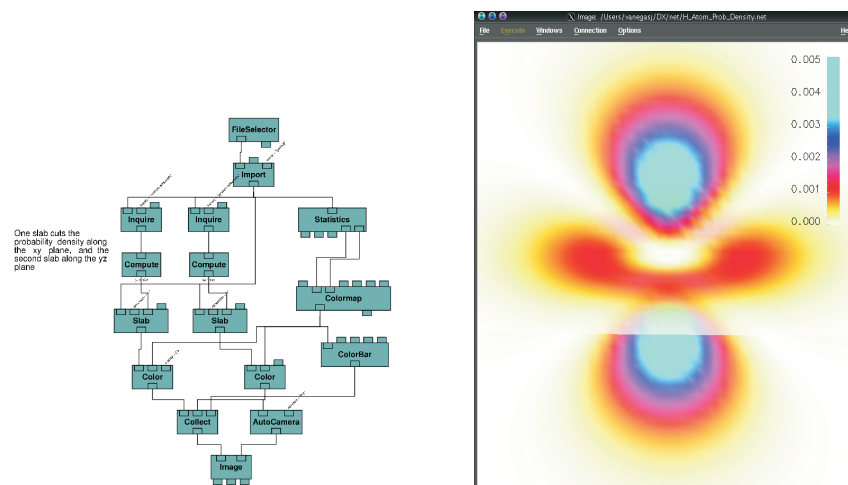 FileSelector
Import
Inquire
Inquire
Statistics
One slab cuts the
probability density along
the xy plane, and the
second slab along the yz
plane
Compute
Compute
Colormap
Slab
Slab
ColorBar
Color
Color
Collect
AutoCamera
Image
X Image: /Users/vanegasj/DX/net/H_Atom_Prob_Density.net
File Execute Windows Connection Options
0.005
0.004
0.003
0.002
0.001
0.000